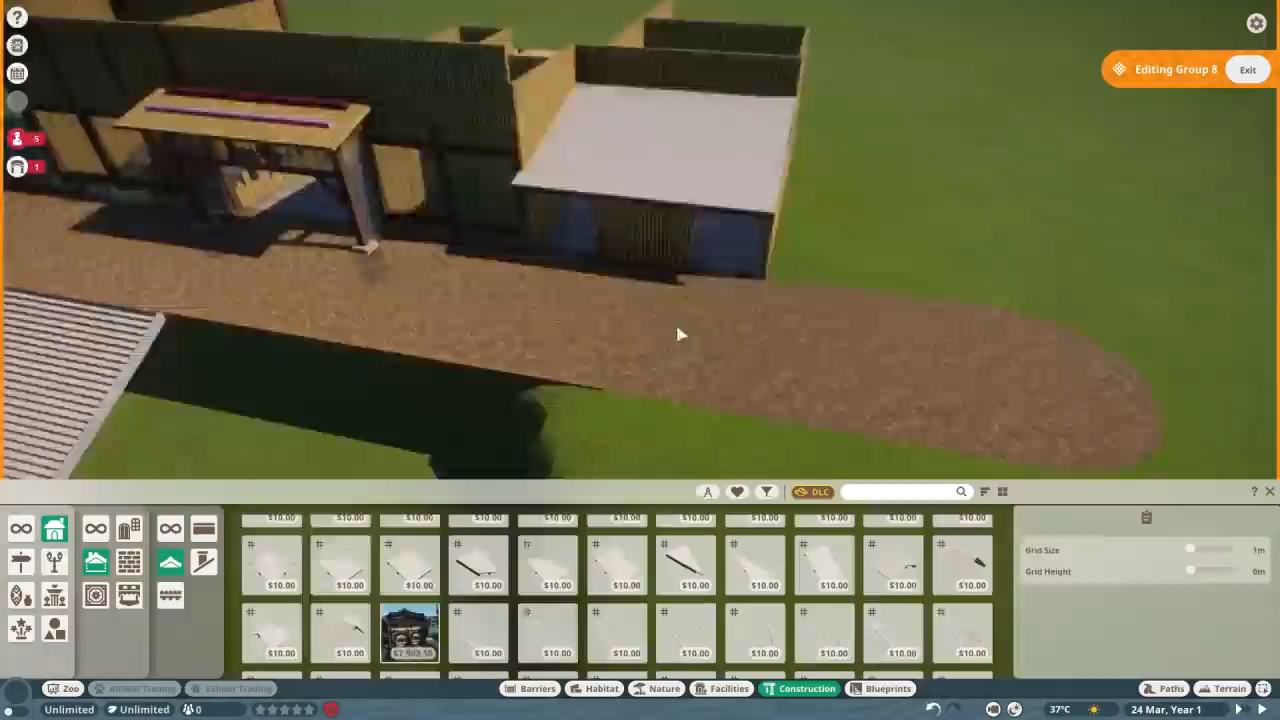 ?
Editing Group 8
Exit
5
1
DLC
?
$10.00 $10.00 $10.00 $10.00 $10.00 $10.00 $10.00 $10.00 $10.00 $10.00 $10.00
$10.00 $10.00 $10.00 $10.00 $10.00 $10.00 $10.00 $10.00 $10.00 $10.00 $10.00
$10.00 $10.00 $10.00 $10.00 $10.00 $10.00 $10.00 $10.00 $10.00 $10.00
Grid Size 1m
Grid Height 0m
Zoo Animal Trading Exhibit Trading
Barriers Habitat Nature Facilities Construction Blueprints
Paths Terrain
Unlimited Unlimited 0
37°C 24 Mar, Year 1